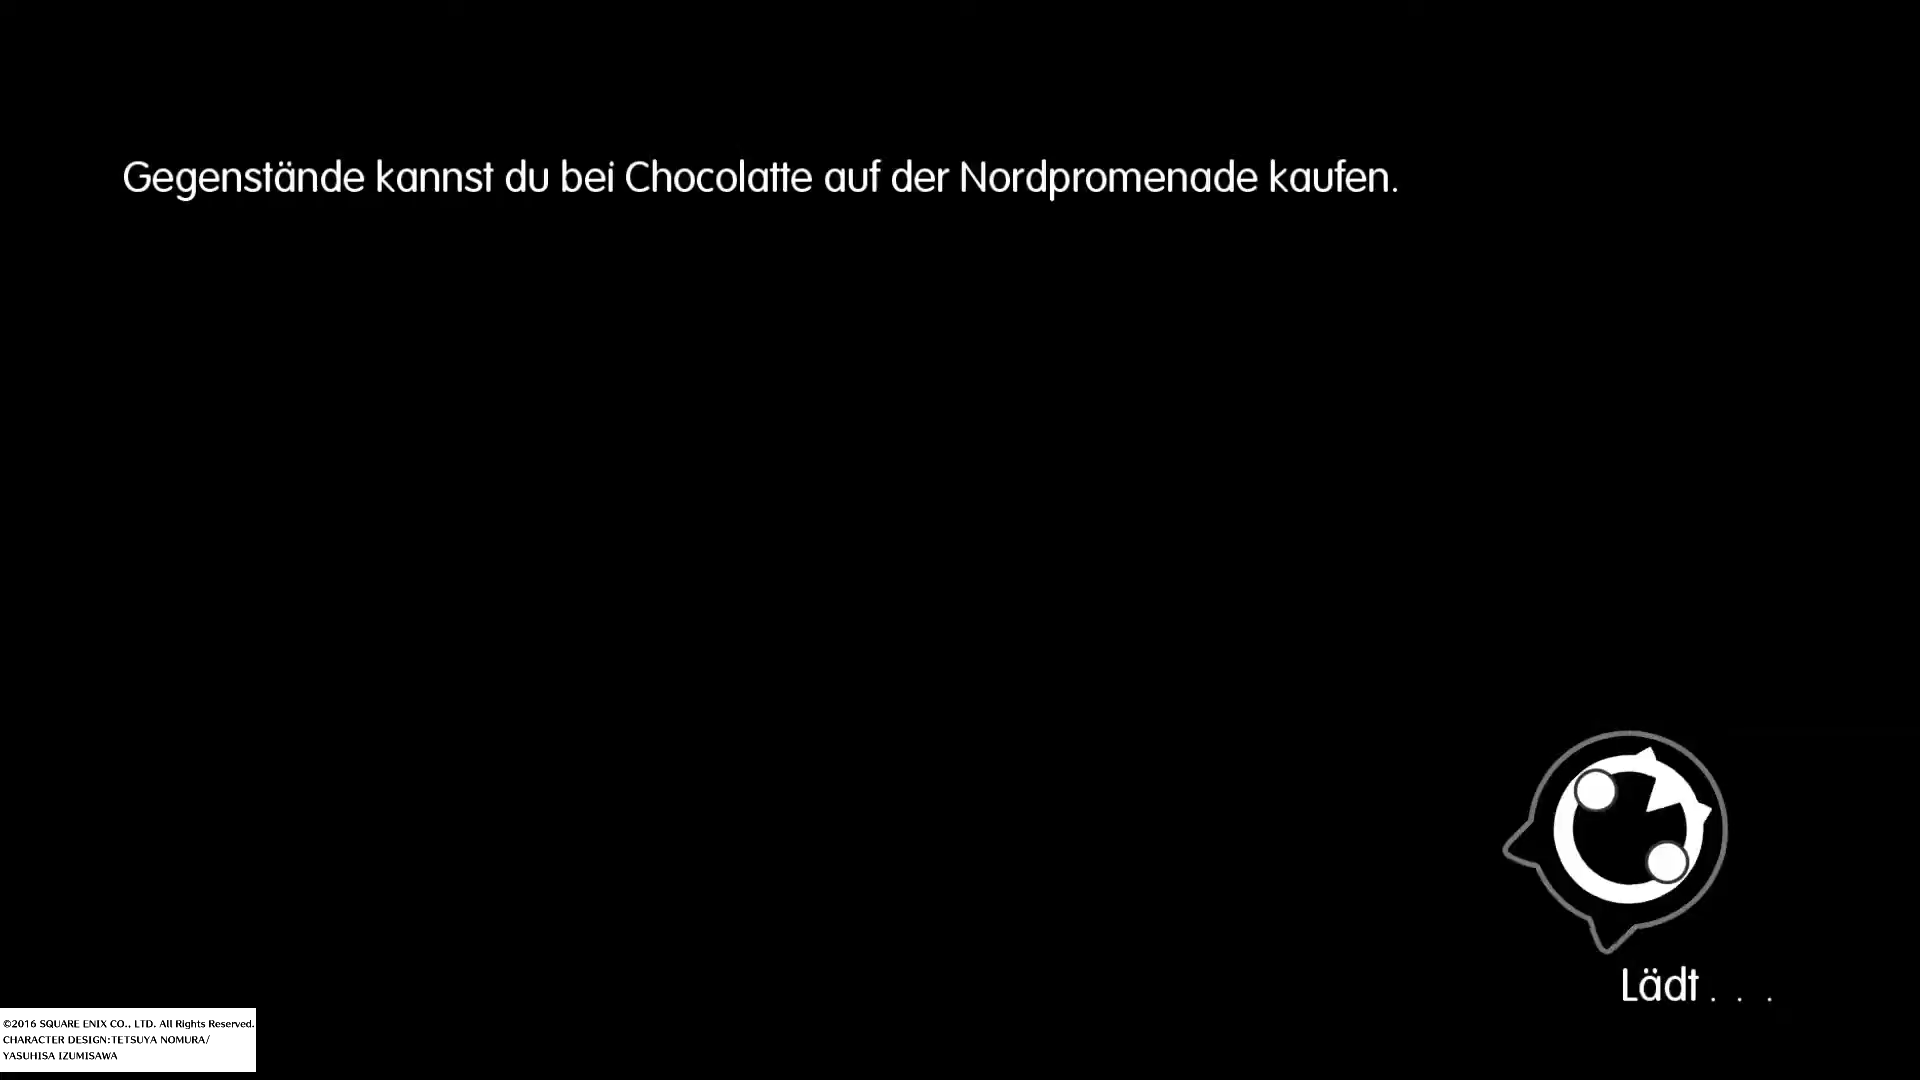 Gegenstände kannst du bei Chocolatte auf der Nordpromenade kaufen.
Lädt . . .
©2016 SQUARE ENIX CO., LTD. All Rights Reserved.
CHARACTER DESIGN:TETSUYA NOMURA/
YASUHISA IZUMISAWA